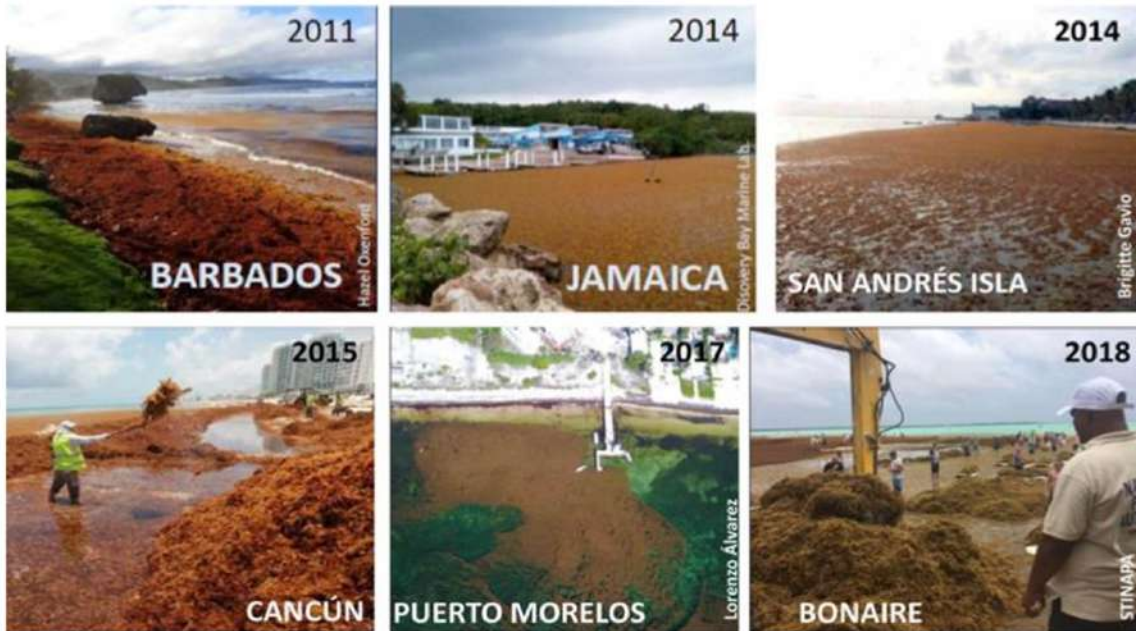 2011
BARBADOS
Hazel Oxenford
2014
JAMAICA
Disovery Bay Marine Lab.
2014
SAN ANDRÉS ISLA
Brigitte Gavio
2015
CANCÚN
2017
PUERTO MORELOS
Lorenzo Álvarez
2018
BONAIRE
STINAPA